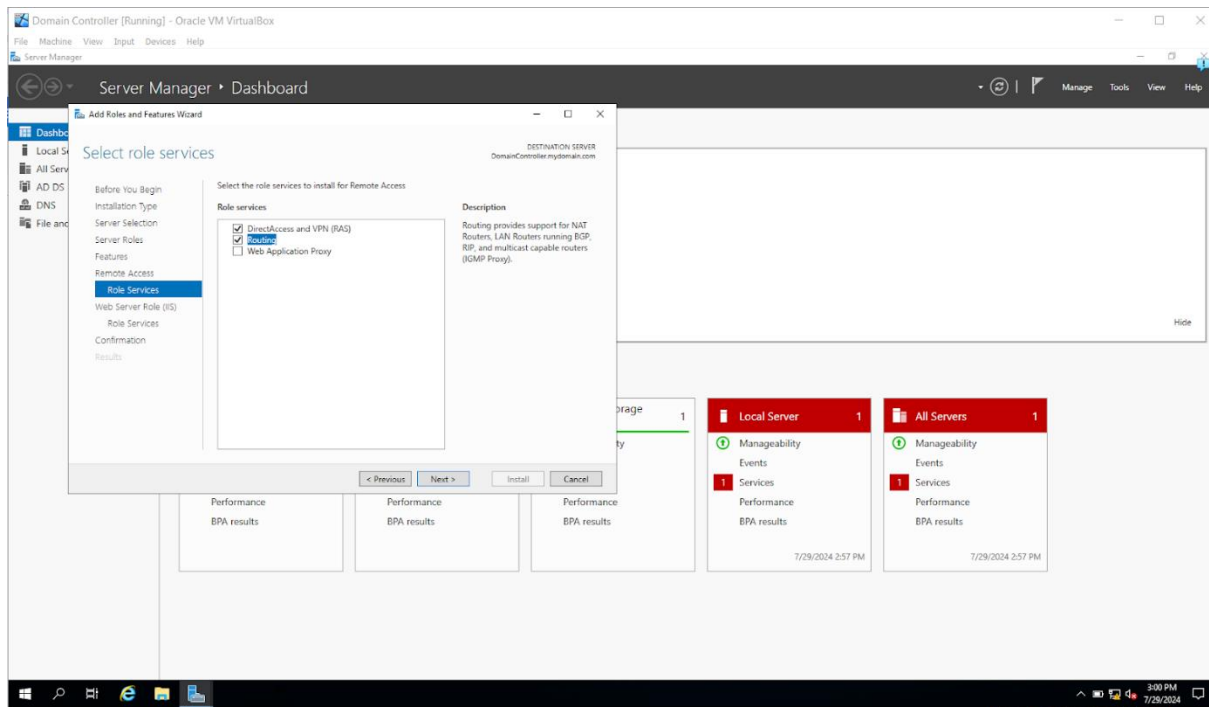 Domain Controller [Running] - Oracle VM VirtualBox
File Machine View Input Devices Help
Server Manager
Server Manager ‣ Dashboard
Manage Tools View Help
Dashbo
Local Se
All Serv
AD DS
DNS
File and
Add Roles and Features Wizard
Select role services
DESTINATION SERVER
DomainController.mydomain.com
Before You Begin
Installation Type
Server Selection
Server Roles
Features
Remote Access
Role Services
Web Server Role (IIS)
Role Services
Confirmation
Results
Select the role services to install for Remote Access
Role services
DirectAccess and VPN (RAS)
Routing
Web Application Proxy
Description
Routing provides support for NAT
Routers, LAN Routers running BGP,
RIP, and multicast capable routers
(IGMP Proxy).
< Previous Next > Install Cancel
Hide
Performance
BPA results
Performance
BPA results
orage 1
ty
Performance
BPA results
Local Server 1
Manageability
Events
1 Services
Performance
BPA results
7/29/2024 2:57 PM
All Servers 1
Manageability
Events
1 Services
Performance
BPA results
7/29/2024 2:57 PM
3:00 PM
7/29/2024